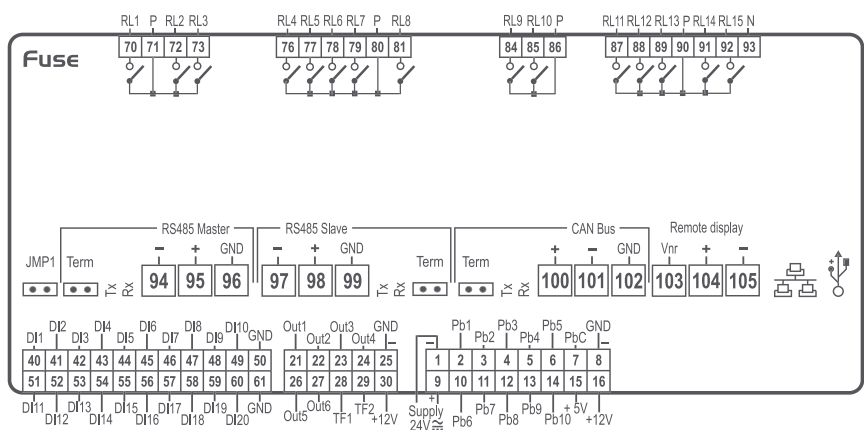 RL1 P RL2 RL3 RL4 RL5 RL6 RL7 P RL8 RL9 RL10 P RL11 RL12 RL13 P RL14 RL15 N
70 71 72 73 76 77 78 79 80 81 84 85 86 87 88 89 90 91 92 93
Fuse
RS485 Master RS485 Slave CAN Bus Remote display
JMP1 Term − + GND − + GND Term Term + − GND Vnr + −
Tx Rx 94 95 96 97 98 99 Tx Rx Tx Rx 100 101 102 103 104 105
DI1 DI2 DI3 DI4 DI5 DI6 DI7 DI8 DI9 DI10 GND Out1 Out2 Out3 Out4 GND − − Pb1 Pb2 Pb3 Pb4 Pb5 PbC GND −
40 41 42 43 44 45 46 47 48 49 50 21 22 23 24 25 1 2 3 4 5 6 7 8
51 52 53 54 55 56 57 58 59 60 61 26 27 28 29 30 9 10 11 12 13 14 15 16
DI11 DI12 DI13 DI14 DI15 DI16 DI17 DI18 DI19 DI20 GND Out5 Out6 TF1 TF2 +12V + Supply Pb6 Pb7 Pb8 Pb9 Pb10 + 5V +12V
24V